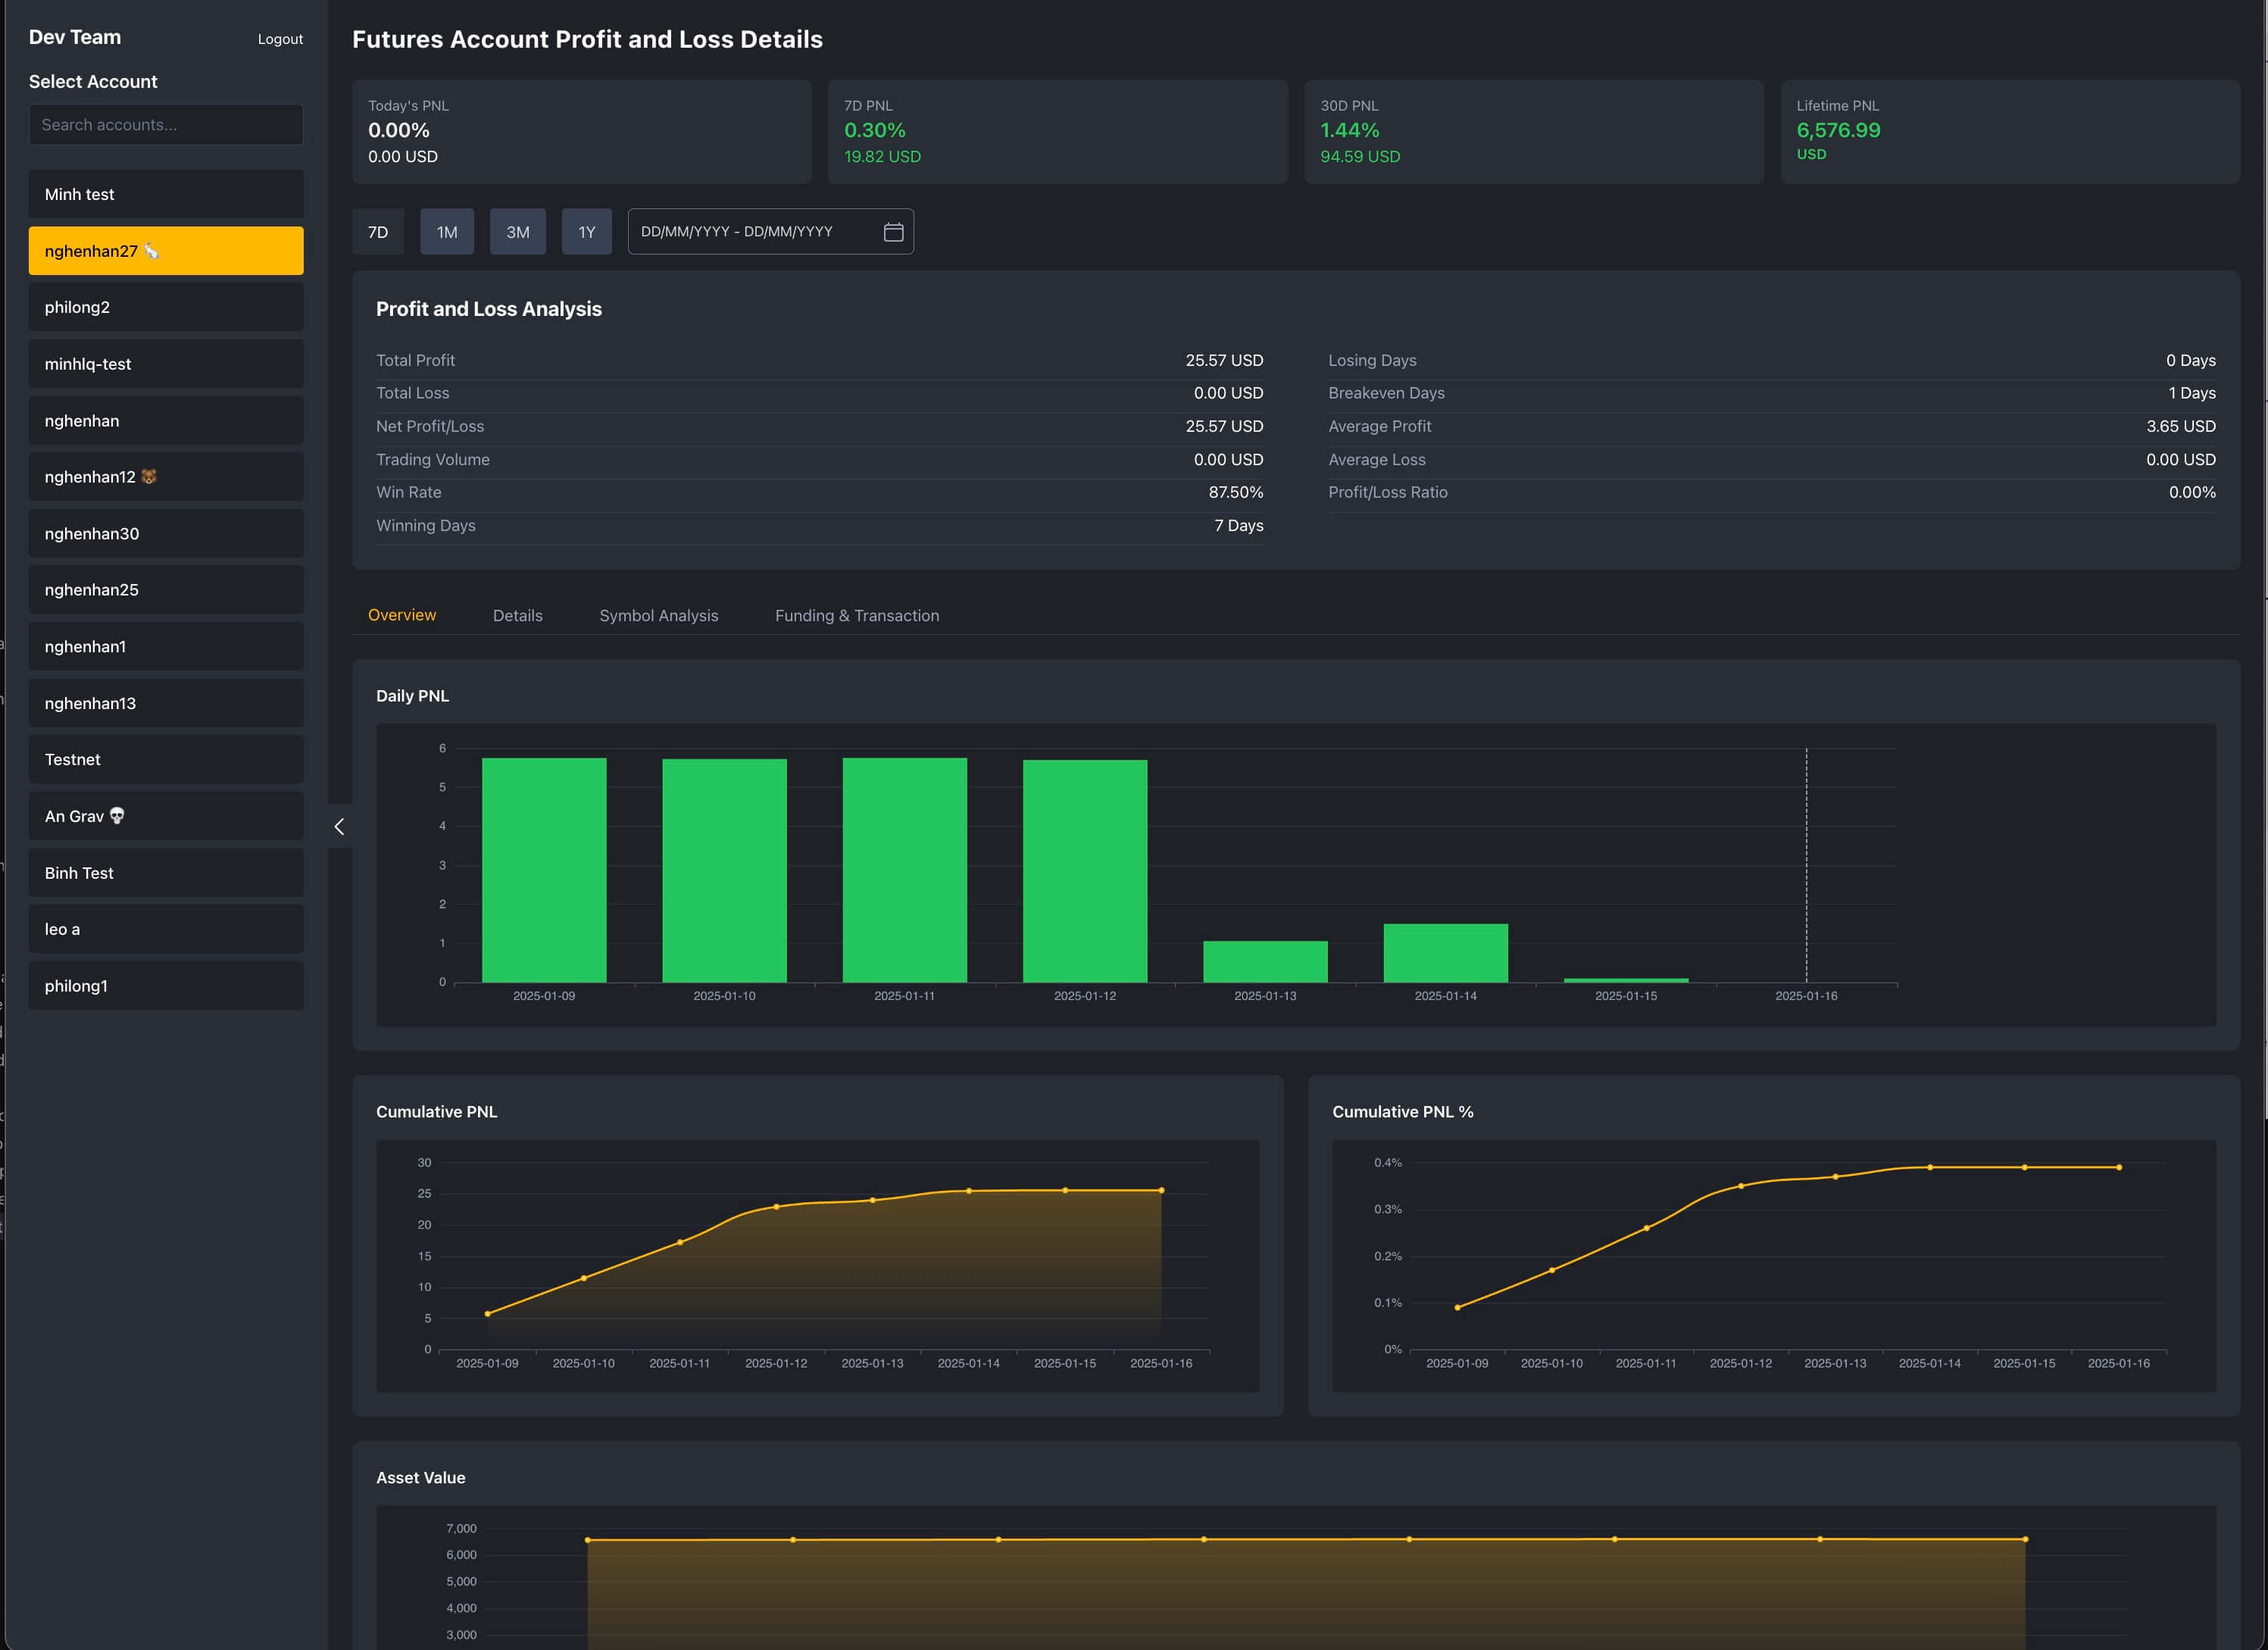 Dev Team
Logout
Select Account
Search accounts...
Minh test
nghenhan27 🐇
philong2
minhlq-test
nghenhan
nghenhan12 🐻
nghenhan30
nghenhan25
nghenhan1
nghenhan13
Testnet
An Grav 💀
Binh Test
leo a
philong1
Futures Account Profit and Loss Details
Today's PNL
0.00%
0.00 USD
7D PNL
0.30%
19.82 USD
30D PNL
1.44%
94.59 USD
Lifetime PNL
6,576.99
USD
7D 1M 3M 1Y DD/MM/YYYY - DD/MM/YYYY
Profit and Loss Analysis
Total Profit 25.57 USD
Total Loss 0.00 USD
Net Profit/Loss 25.57 USD
Trading Volume 0.00 USD
Win Rate 87.50%
Winning Days 7 Days
Losing Days 0 Days
Breakeven Days 1 Days
Average Profit 3.65 USD
Average Loss 0.00 USD
Profit/Loss Ratio 0.00%
Overview Details Symbol Analysis Funding & Transaction
Daily PNL
6
5
4
3
2
1
0
2025-01-09 2025-01-10 2025-01-11 2025-01-12 2025-01-13 2025-01-14 2025-01-15 2025-01-16
Cumulative PNL
30
25
20
15
10
5
0
2025-01-09 2025-01-10 2025-01-11 2025-01-12 2025-01-13 2025-01-14 2025-01-15 2025-01-16
Cumulative PNL %
0.4%
0.3%
0.2%
0.1%
0%
2025-01-09 2025-01-10 2025-01-11 2025-01-12 2025-01-13 2025-01-14 2025-01-15 2025-01-16
Asset Value
7,000
6,000
5,000
4,000
3,000